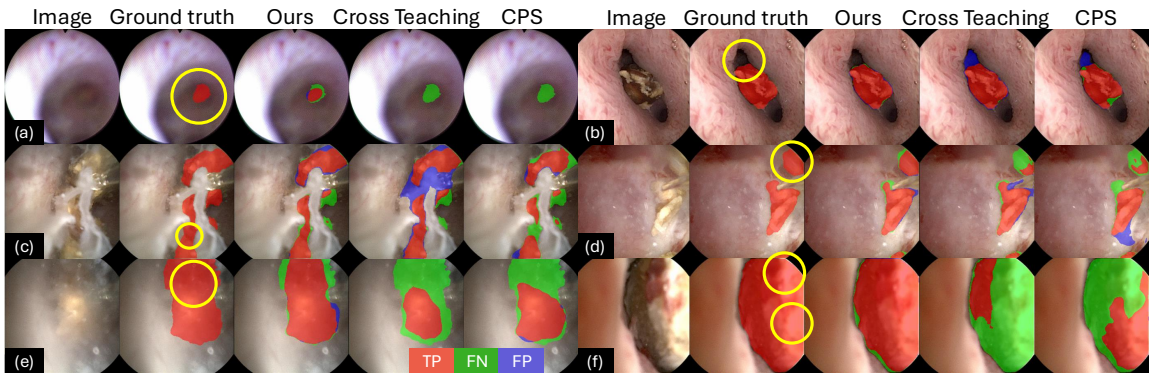 Image Ground truth Ours Cross Teaching CPS
Image Ground truth Ours Cross Teaching CPS
(a)
(b)
(c)
(d)
(e)
TP FN FP
(f)